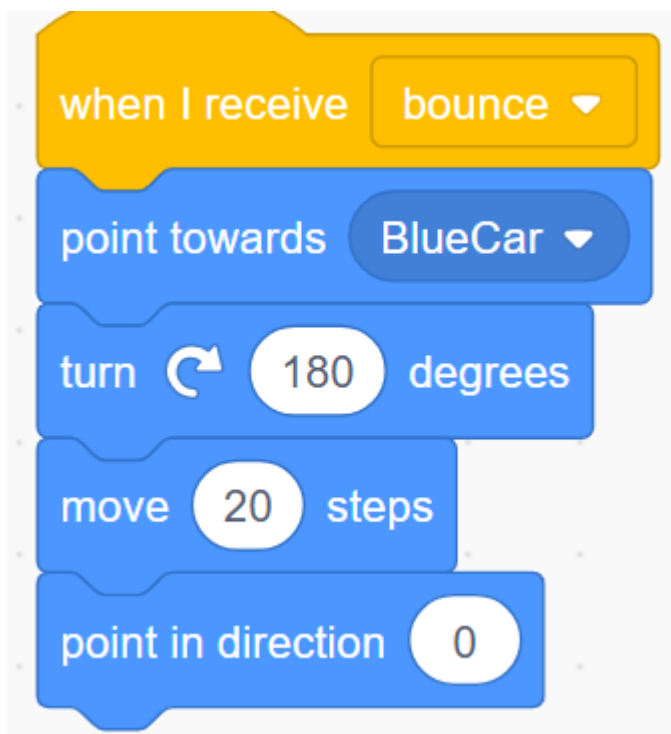 when I receive bounce
point towards BlueCar
turn 180 degrees
move 20 steps
point in direction 0